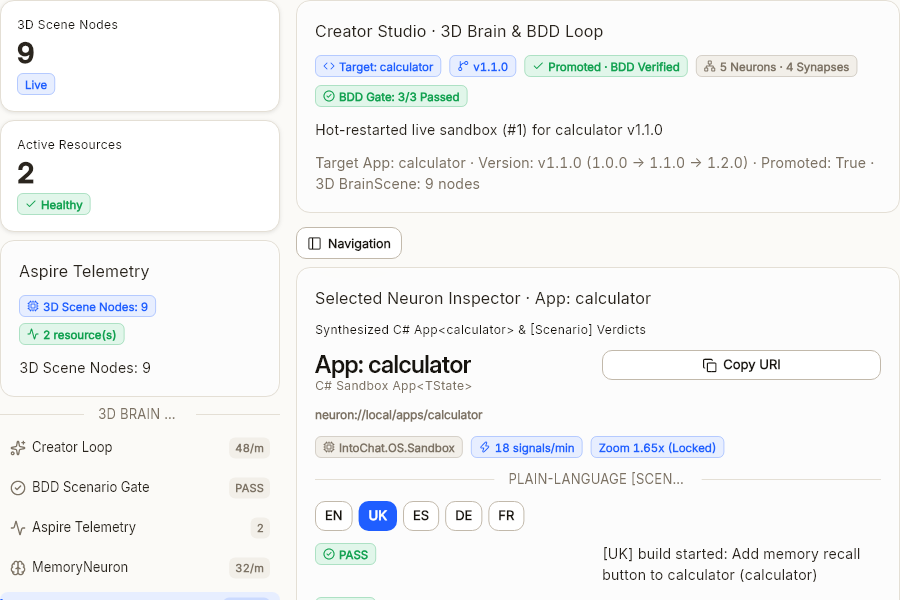 3D Scene Nodes
9
Live
Active Resources
2
Healthy
Aspire Telemetry
3D Scene Nodes: 9
2 resource(s)
3D Scene Nodes: 9
3D BRAIN ...
Creator Loop 48/m
BDD Scenario Gate PASS
Aspire Telemetry 2
MemoryNeuron 32/m
Creator Studio · 3D Brain & BDD Loop
Target: calculator v1.1.0 Promoted · BDD Verified 5 Neurons · 4 Synapses
BDD Gate: 3/3 Passed
Hot-restarted live sandbox (#1) for calculator v1.1.0
Target App: calculator · Version: v1.1.0 (1.0.0 → 1.1.0 → 1.2.0) · Promoted: True ·
3D BrainScene: 9 nodes
Navigation
Selected Neuron Inspector · App: calculator
Synthesized C# App<calculator> & [Scenario] Verdicts
App: calculator
Copy URI
C# Sandbox App<TState>
neuron://local/apps/calculator
IntoChat.OS.Sandbox 18 signals/min Zoom 1.65x (Locked)
PLAIN-LANGUAGE [SCEN...
EN UK ES DE FR
PASS
[UK] build started: Add memory recall
button to calculator (calculator)